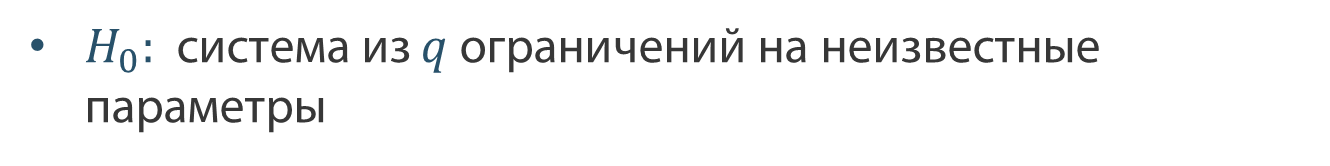 • H₀: система из q ограничений на неизвестные
параметры